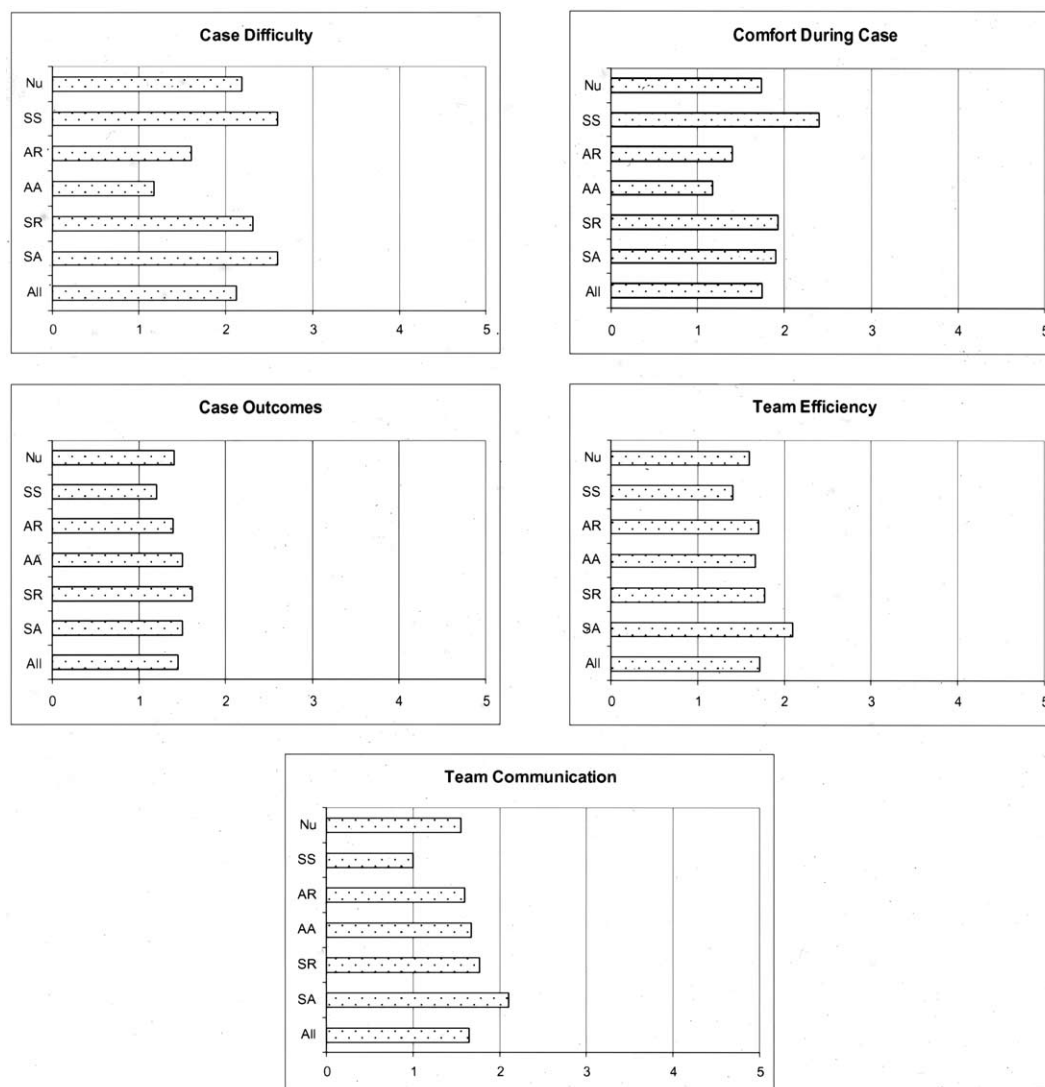 Case Difficulty
Nu
SS
AR
AA
SR
SA
All
0 1 2 3 4 5
Comfort During Case
Nu
SS
AR
AA
SR
SA
All
0 1 2 3 4 5
Case Outcomes
Nu
SS
AR
AA
SR
SA
All
0 1 2 3 4 5
Team Efficiency
Nu
SS
AR
AA
SR
SA
All
0 1 2 3 4 5
Team Communication
Nu
SS
AR
AA
SR
SA
All
0 1 2 3 4 5